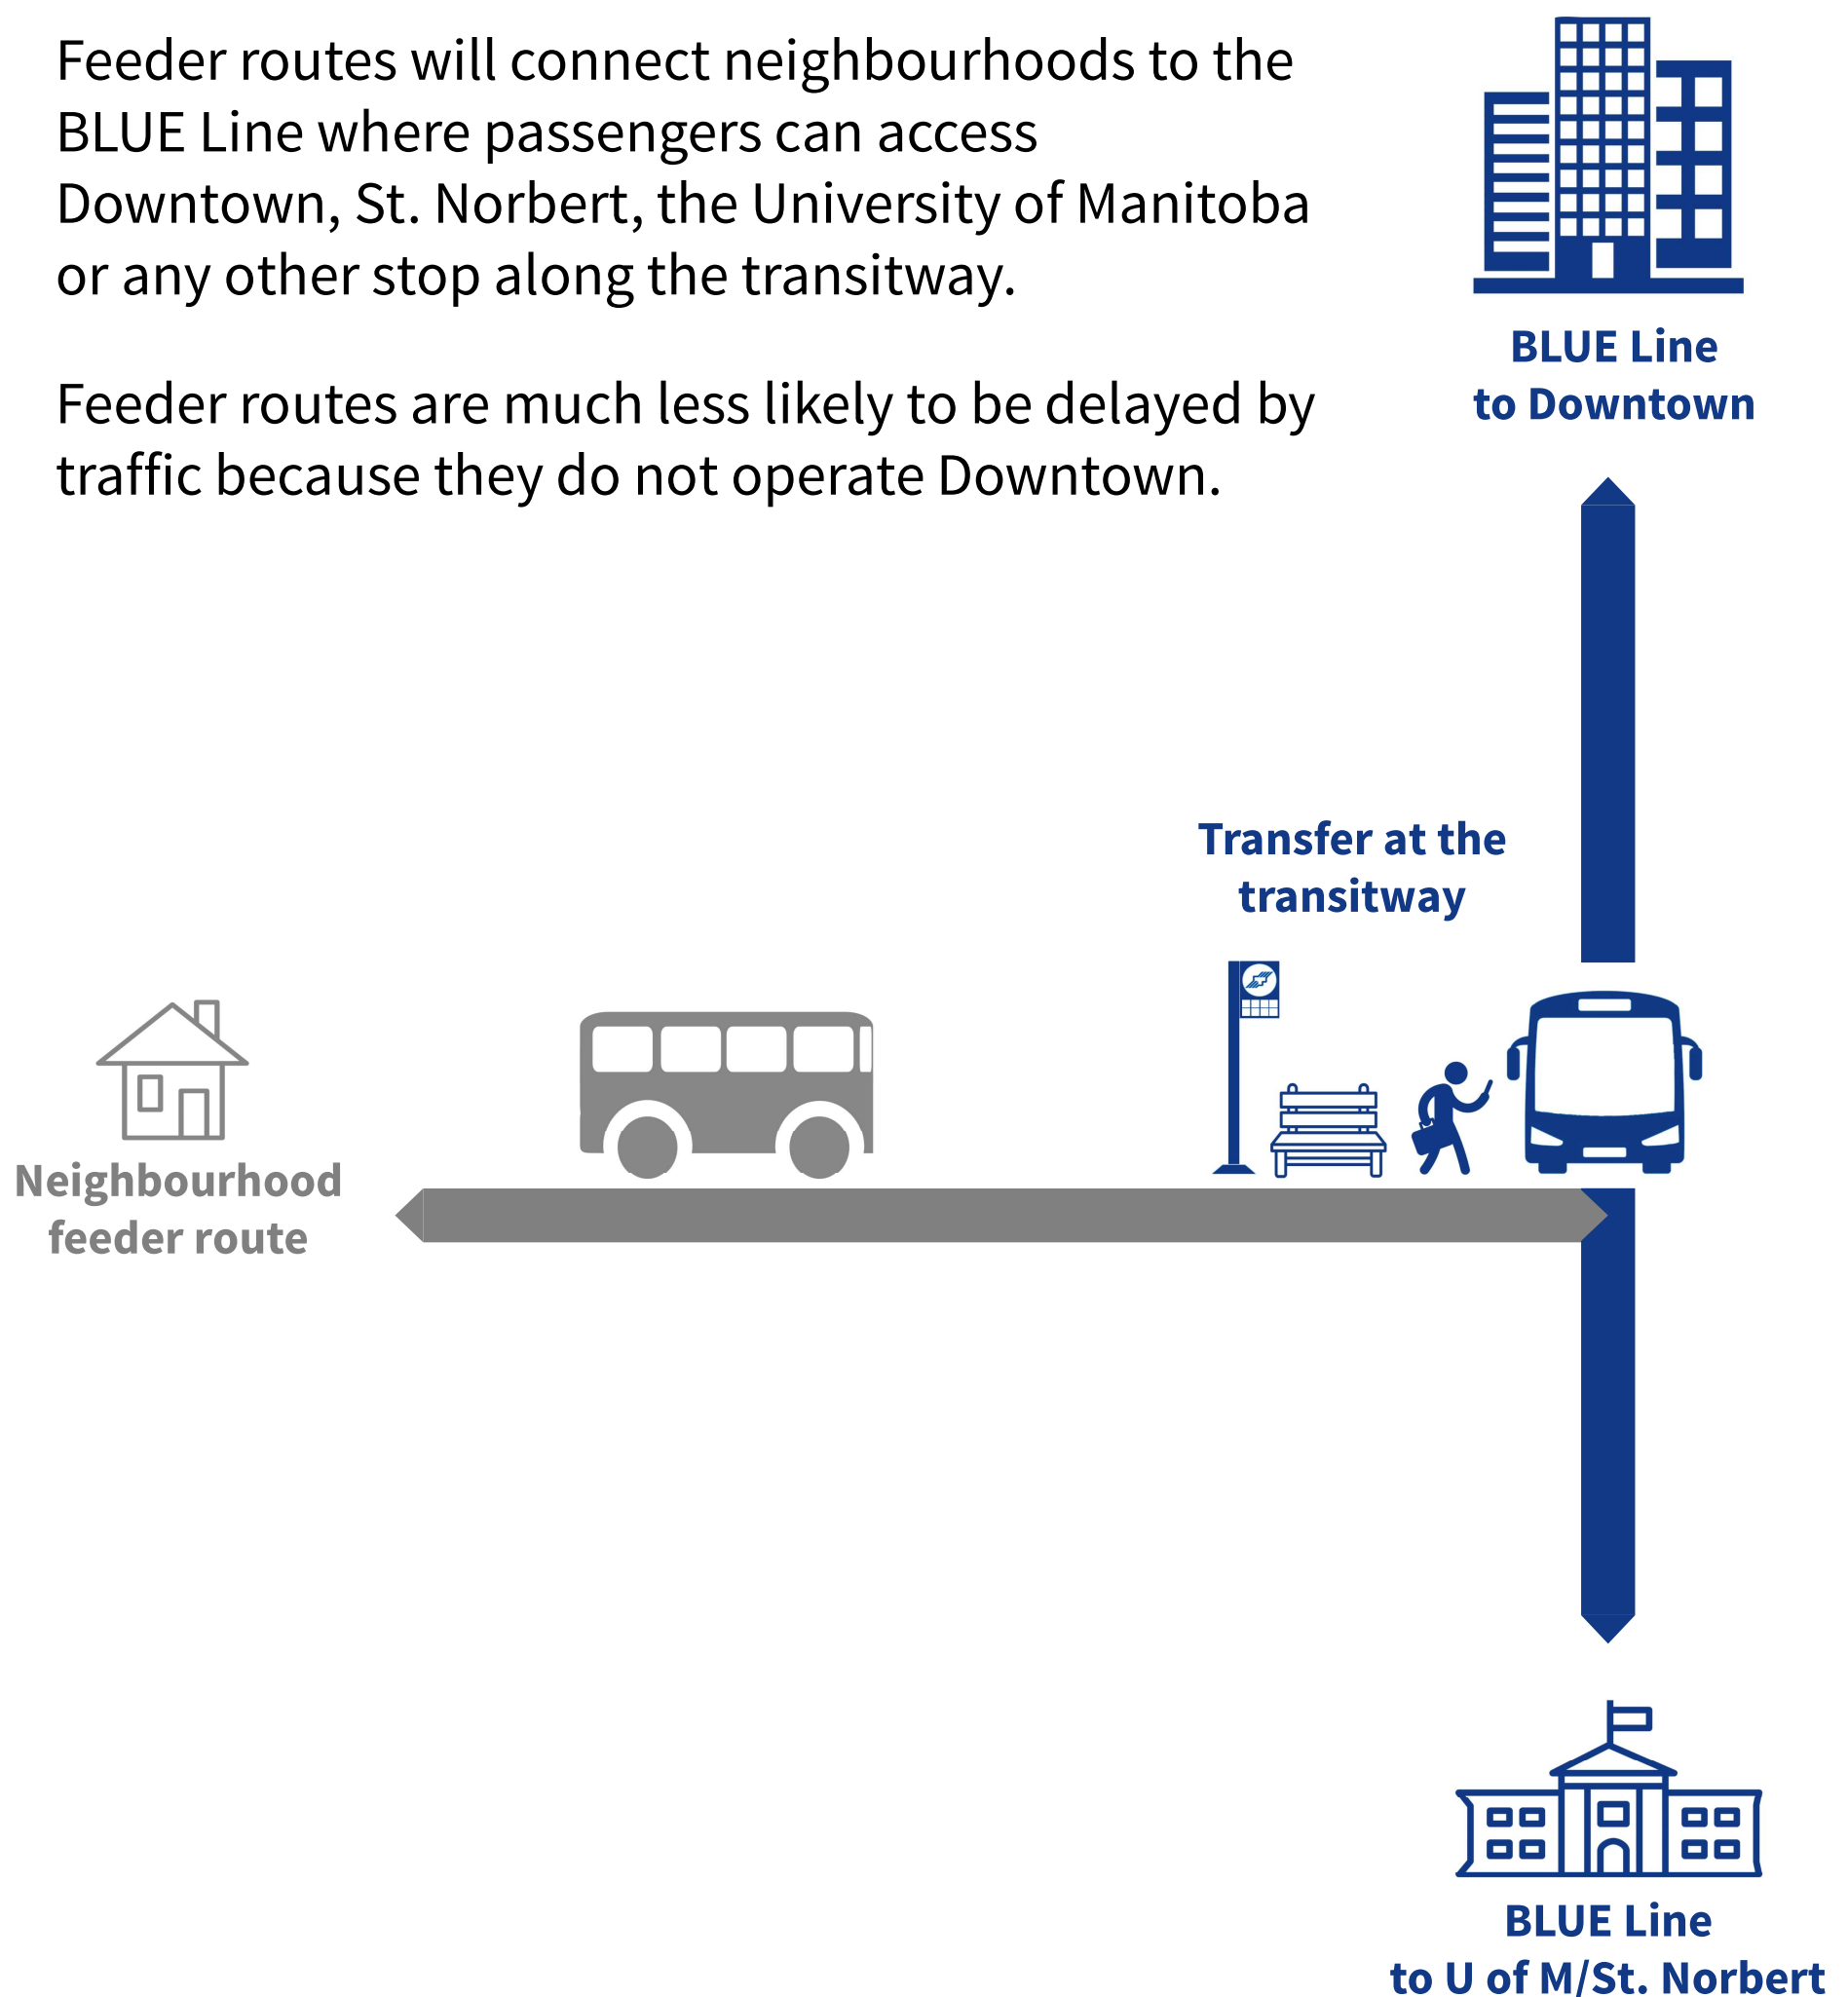 Feeder routes will connect neighbourhoods to the
BLUE Line where passengers can access
Downtown, St. Norbert, the University of Manitoba
or any other stop along the transitway.
Feeder routes are much less likely to be delayed by
traffic because they do not operate Downtown.
BLUE Line
to Downtown
Transfer at the
transitway
Neighbourhood
feeder route
BLUE Line
to U of M/St. Norbert